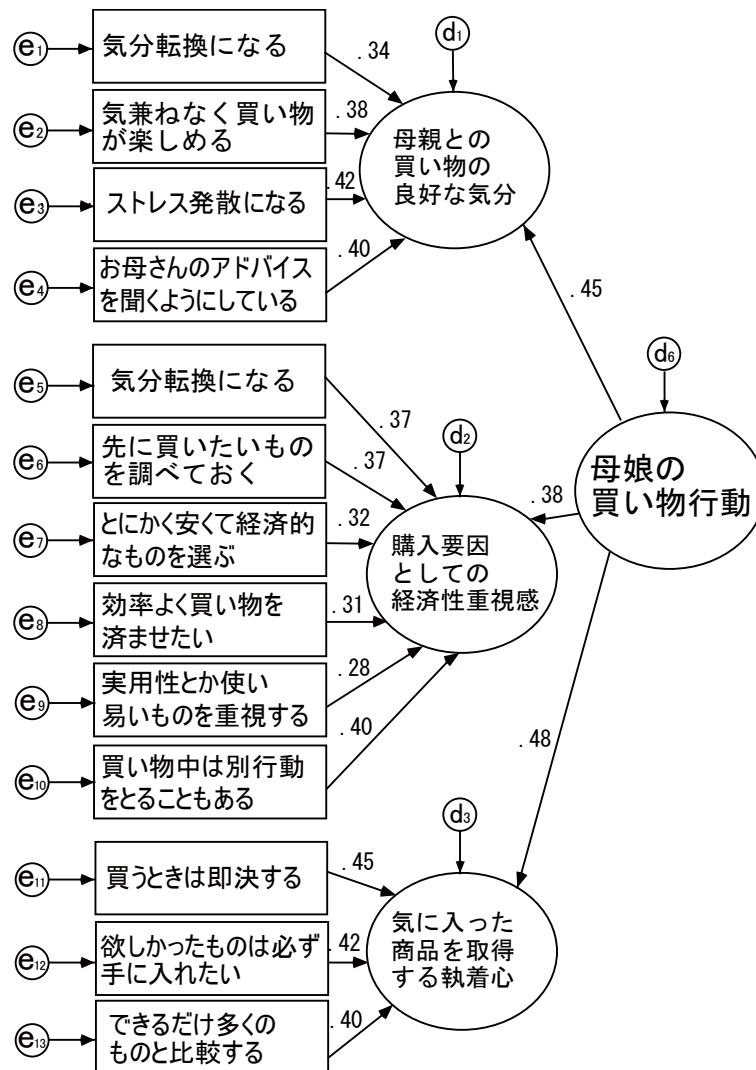 e1
気分転換になる
.34
d1
e2
気兼ねなく買い物
が楽しめる
.38
母親との
買い物の
良好な気分
e3
ストレス発散になる
.42
e4
お母さんのアドバイス
を聞くようにしている
.40
.45
d6
e5
気分転換になる
.37
d2
e6
先に買いたいもの
を調べておく
.37
母娘の
買い物行動
.38
e7
とにかく安くて経済的
なものを選ぶ
.32
購入要因
としての
経済性重視感
e8
効率よく買い物を
済ませたい
.31
e9
実用性とか使い
易いものを重視する
.28
e10
買い物中は別行動
をとることもある
.40
.48
d3
e11
買うときは即決する
.45
気に入った
商品を取得
する執着心
e12
欲しかったものは必ず
手に入れたい
.42
e13
できるだけ多くの
ものと比較する
.40